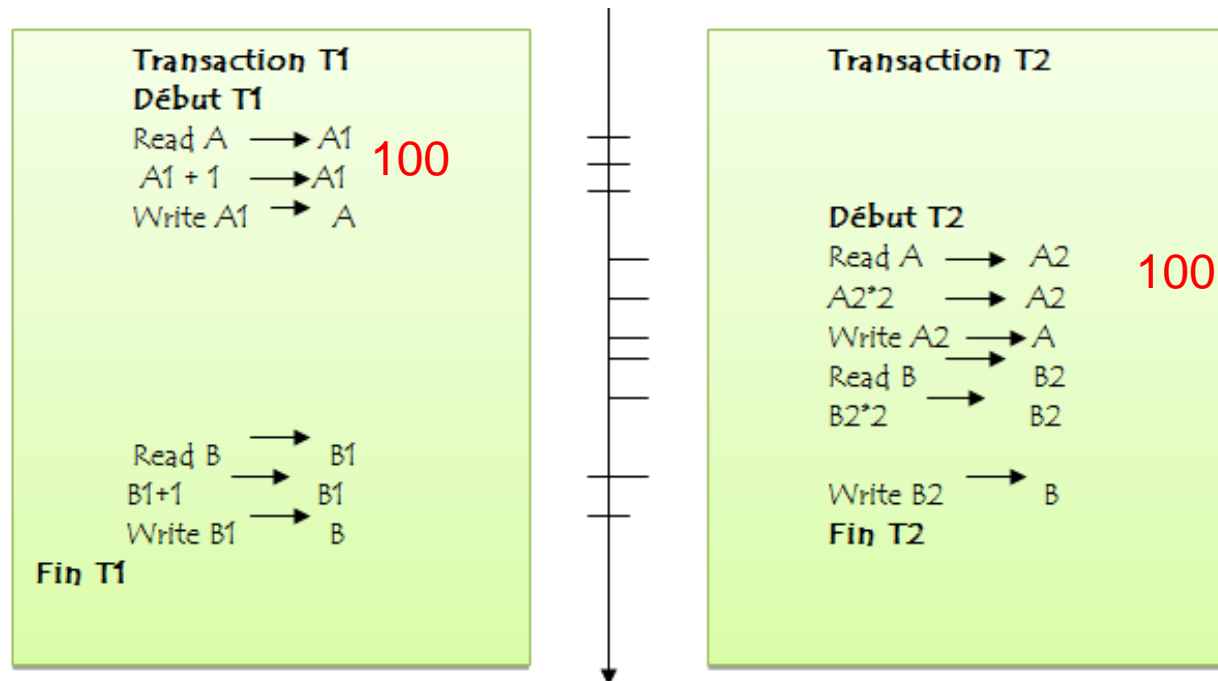 Transaction T1
Début T1
Read A → A1
100
A1 + 1 → A1
Write A1 → A
Read B → B1
B1+1 → B1
Write B1 → B
Fin T1
Transaction T2
Début T2
Read A → A2
100
A2*2 → A2
Write A2 → A
Read B → B2
B2*2 → B2
Write B2 → B
Fin T2